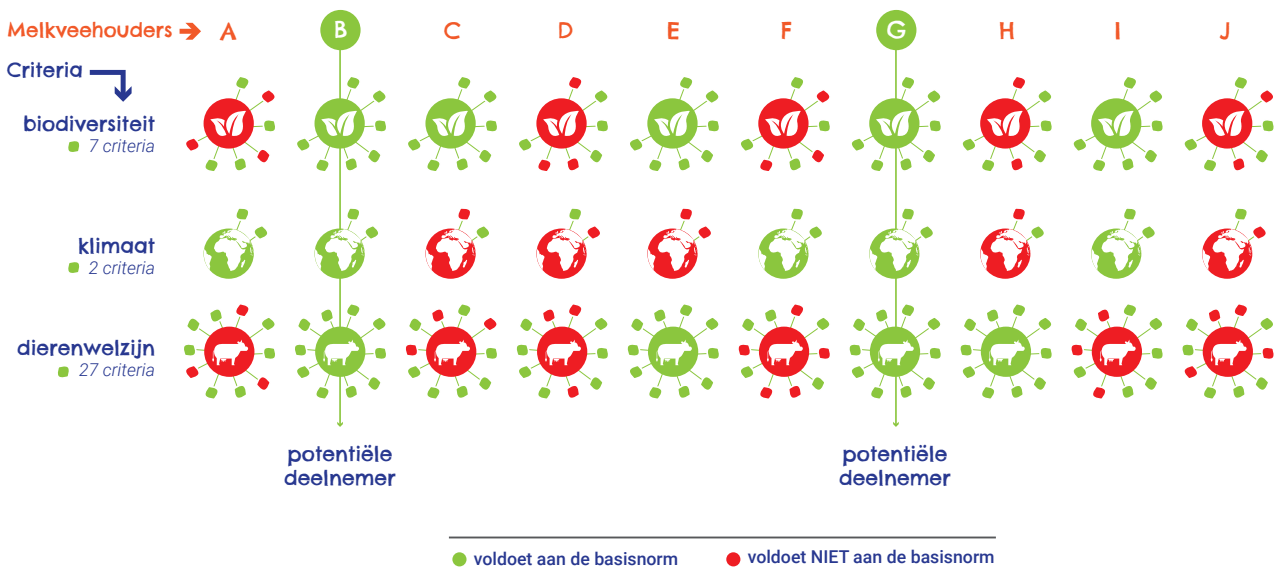 Melkveehouders A B C D E F G H I J
Criteria
biodiversiteit
7 criteria
klimaat
2 criteria
dierenwelzijn
27 criteria
potentiële
deelnemer
potentiële
deelnemer
voldoet aan de basisnorm
voldoet NIET aan de basisnorm